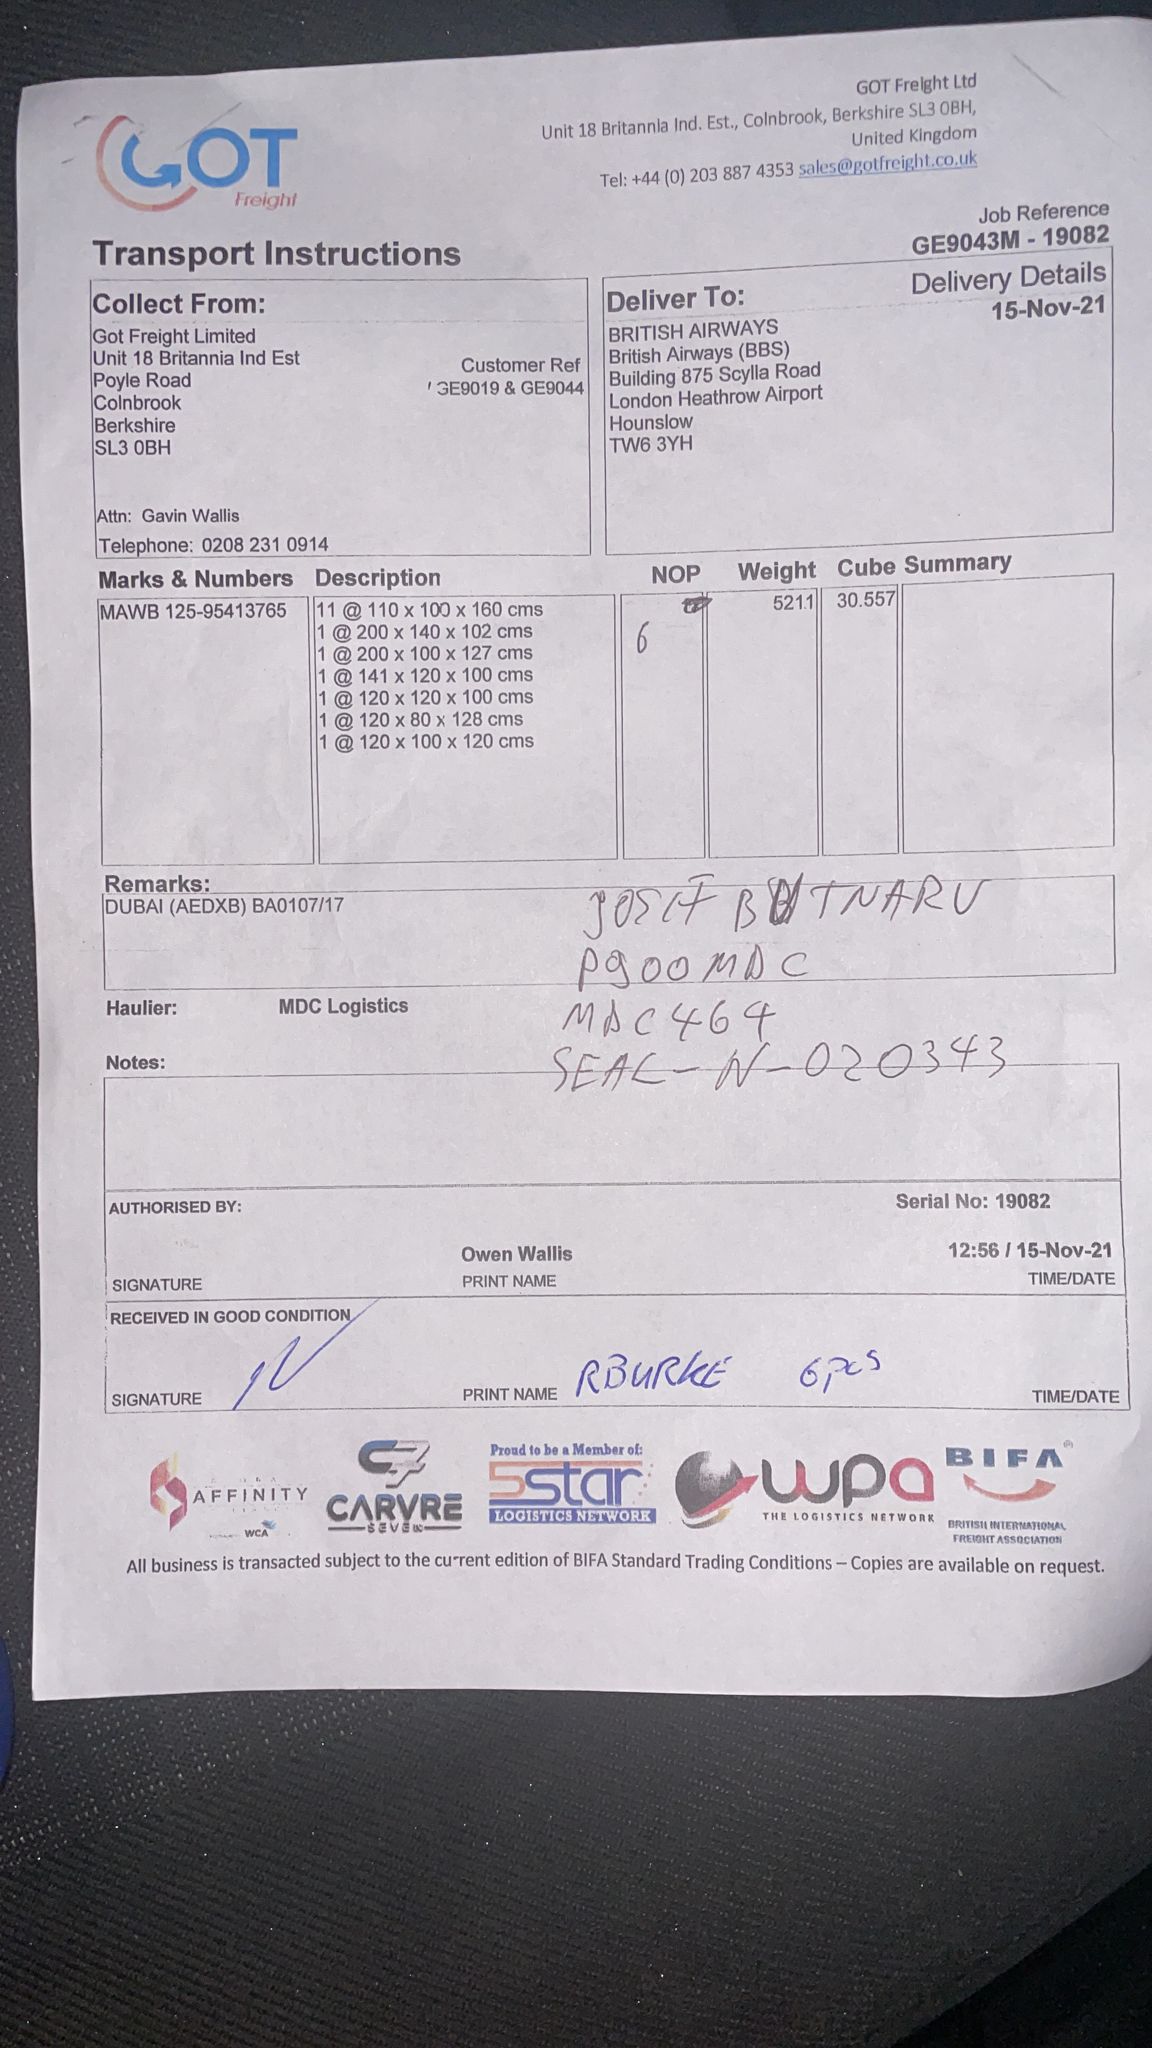 GOT
Freight
GOT Freight Ltd
Unit 18 Britannia Ind. Est., Colnbrook, Berkshire SL3 0BH,
United Kingdom
Tel: +44 (0) 203 887 4353 sales@gotfreight.co.uk
Job Reference
GE9043M - 19082
Transport Instructions
Collect From:
Got Freight Limited
Unit 18 Britannia Ind Est
Poyle Road
Colnbrook
Berkshire
SL3 0BH
Customer Ref
GE9019 & GE9044
Attn: Gavin Wallis
Telephone: 0208 231 0914
Deliver To:
Delivery Details
15-Nov-21
BRITISH AIRWAYS
British Airways (BBS)
Building 875 Scylla Road
London Heathrow Airport
Hounslow
TW6 3YH
Marks & Numbers Description NOP Weight Cube Summary
MAWB 125-95413765 11 @ 110 x 100 x 160 cms 5211 30.557
1 @ 200 x 140 x 102 cms 6
1 @ 200 x 100 x 127 cms
1 @ 141 x 120 x 100 cms
1 @ 120 x 120 x 100 cms
1 @ 120 x 80 x 128 cms
1 @ 120 x 100 x 120 cms
Remarks:
DUBAI (AEDXB) BA0107/17
BUTNARU
P900MDC
Haulier: MDC Logistics
MDC464
SEAL-N-020343
Notes:
AUTHORISED BY:
Serial No: 19082
Owen Wallis 12:56 / 15-Nov-21
SIGNATURE PRINT NAME TIME/DATE
RECEIVED IN GOOD CONDITION
SIGNATURE PRINT NAME RBURKE 6pcs TIME/DATE
AFFINITY
WCA
CARVRE
SEVEN
Proud to be a Member of:
5star
LOGISTICS NETWORK
wpa
THE LOGISTICS NETWORK
BIFA
BRITISH INTERNATIONAL
FREIGHT ASSOCIATION
All business is transacted subject to the current edition of BIFA Standard Trading Conditions – Copies are available on request.